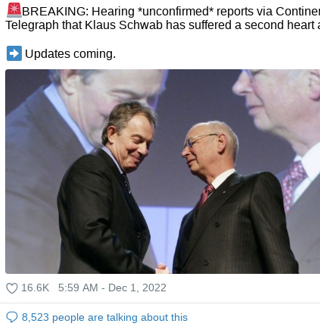 BREAKING: Hearing *unconfirmed* reports via
Telegraph that Klaus Schwab has suffered a second heart
Updates coming.
16.6K 5:59 AM - Dec 1, 2022
8,523 people are talking about this